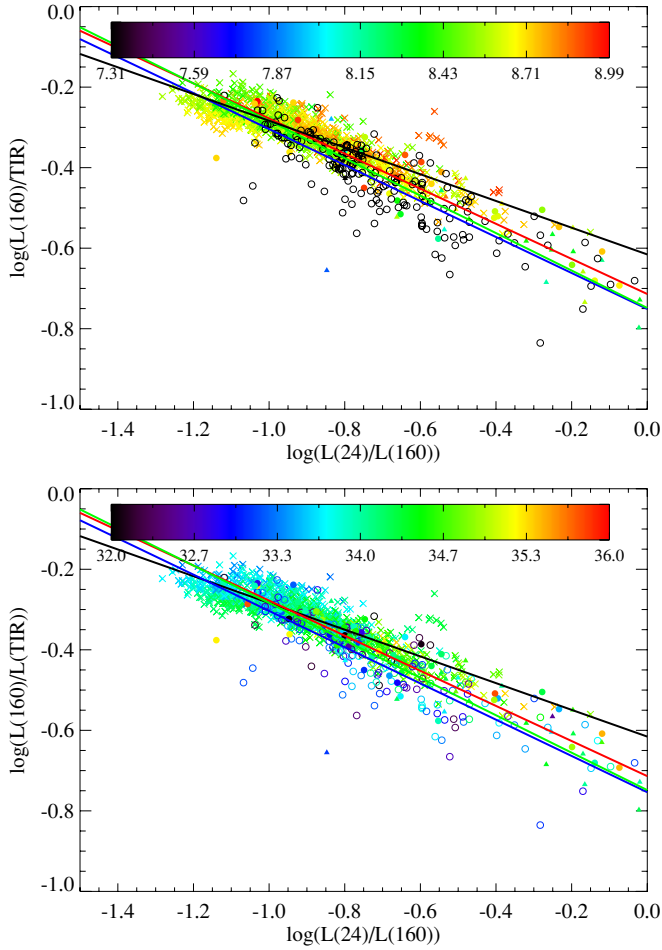 0.0
7.31 7.59 7.87 8.15 8.43 8.71 8.99
-0.2
-0.4
-0.6
-0.8
-1.0
log(L(160)/TIR)
-1.4 -1.2 -1.0 -0.8 -0.6 -0.4 -0.2 0.0
log(L(24)/L(160))
0.0
32.0 32.7 33.3 34.0 34.7 35.3 36.0
-0.2
-0.4
-0.6
-0.8
-1.0
log(L(160)/L(TIR))
-1.4 -1.2 -1.0 -0.8 -0.6 -0.4 -0.2 0.0
log(L(24)/L(160))